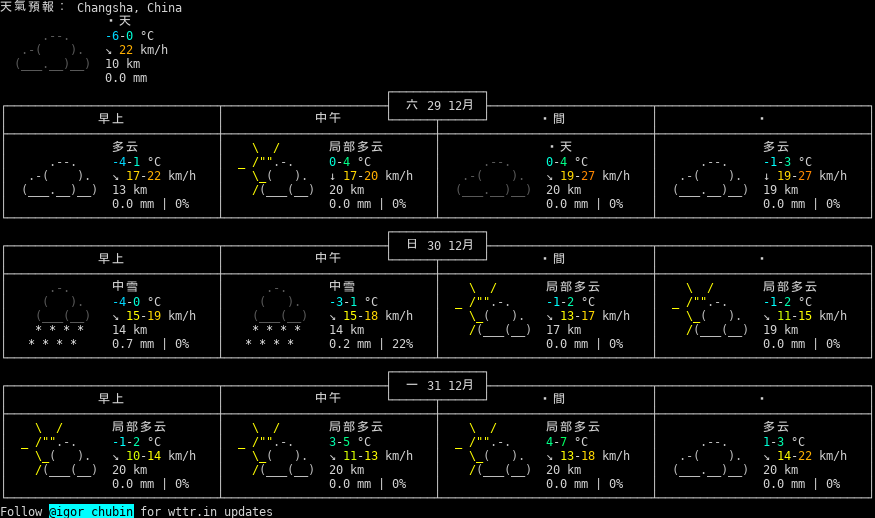 天氣預報： Changsha, China
・天
-6-0 °C
↘ 22 km/h
10 km
0.0 mm
六 29 12月
早上 中午 ・間 ・
多云 局部多云 ・天 多云
-4-1 °C 0-4 °C 0-4 °C -1-3 °C
↘ 17-22 km/h ↓ 17-20 km/h ↘ 19-27 km/h ↓ 19-27 km/h
13 km 20 km 20 km 19 km
0.0 mm | 0% 0.0 mm | 0% 0.0 mm | 0% 0.0 mm | 0%
日 30 12月
早上 中午 ・間 ・
中雪 中雪 局部多云 局部多云
-4-0 °C -3-1 °C -1-2 °C -1-2 °C
↘ 15-19 km/h ↘ 15-18 km/h ↘ 13-17 km/h ↘ 11-15 km/h
14 km 14 km 17 km 19 km
0.7 mm | 0% 0.2 mm | 22% 0.0 mm | 0% 0.0 mm | 0%
一 31 12月
早上 中午 ・間 ・
局部多云 局部多云 局部多云 多云
-1-2 °C 3-5 °C 4-7 °C 1-3 °C
↘ 10-14 km/h ↘ 11-13 km/h ↘ 13-18 km/h ↘ 14-22 km/h
20 km 20 km 20 km 20 km
0.0 mm | 0% 0.0 mm | 0% 0.0 mm | 0% 0.0 mm | 0%
Follow @igor_chubin for wttr.in updates